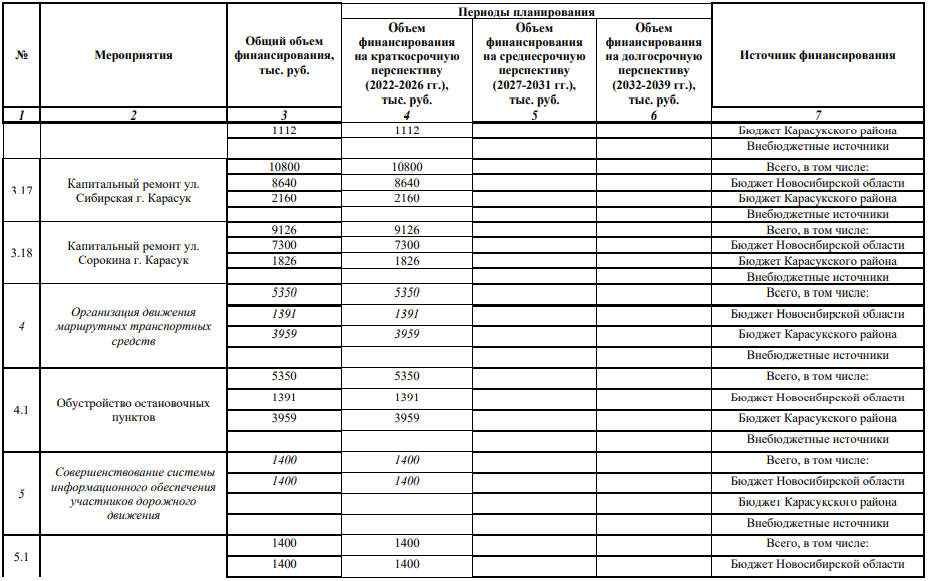 №
Мероприятия
Общий объем
финансирования,
тыс. руб.
Периоды планирования
Объем
финансирования
на краткосрочную
перспективу
(2022-2026 гг.),
тыс. руб.
Объем
финансирования
на среднесрочную
перспективу
(2027-2031 гг.),
тыс. руб.
Объем
финансирования
на долгосрочную
перспективу
(2032-2039 гг.),
тыс. руб.
Источник финансирования
1 2 3 4 5 6 7
1112 1112 Бюджет Карасукского района
Внебюджетные источники
3.17
Капитальный ремонт ул.
Сибирская г. Карасук
10800 10800 Всего, в том числе:
8640 8640 Бюджет Новосибирской области
2160 2160 Бюджет Карасукского района
Внебюджетные источники
3.18
Капитальный ремонт ул.
Сорокина г. Карасук
9126 9126 Всего, в том числе:
7300 7300 Бюджет Новосибирской области
1826 1826 Бюджет Карасукского района
Внебюджетные источники
4
Организация движения
маршрутных транспортных
средств
5350 5350 Всего, в том числе:
1391 1391 Бюджет Новосибирской области
3959 3959 Бюджет Карасукского района
Внебюджетные источники
4.1
Обустройство остановочных
пунктов
5350 5350 Всего, в том числе:
1391 1391 Бюджет Новосибирской области
3959 3959 Бюджет Карасукского района
Внебюджетные источники
5
Совершенствование системы
информационного обеспечения
участников дорожного
движения
1400 1400 Всего, в том числе:
1400 1400 Бюджет Новосибирской области
Бюджет Карасукского района
Внебюджетные источники
5.1
1400 1400 Всего, в том числе:
1400 1400 Бюджет Новосибирской области